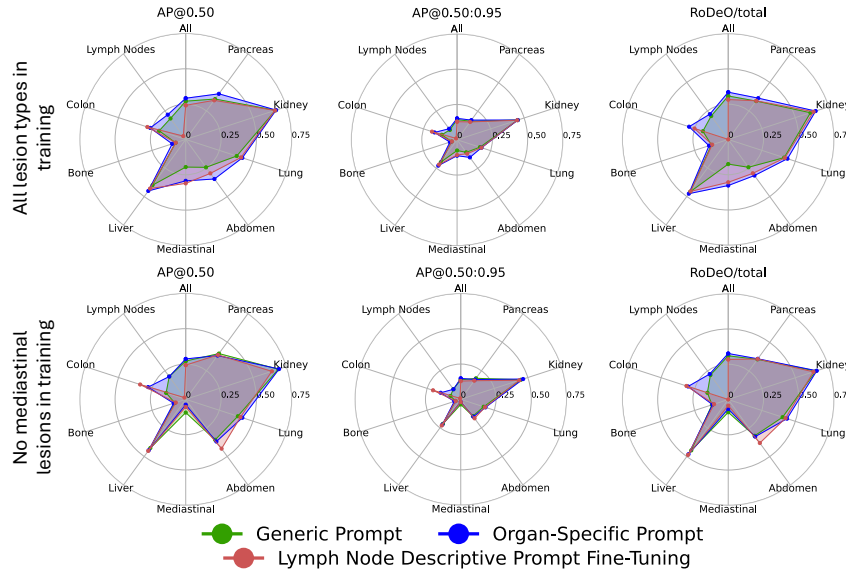 AP@0.50
AP@0.50:0.95
RoDeO/total
All lesion types in
training
All
Pancreas
Kidney
Lung
Abdomen
Mediastinal
Liver
Bone
Colon
Lymph Nodes
0 0.25 0.50 0.75
All
Pancreas
Kidney
Lung
Abdomen
Mediastinal
Liver
Bone
Colon
Lymph Nodes
0 0.25 0.50 0.75
All
Pancreas
Kidney
Lung
Abdomen
Mediastinal
Liver
Bone
Colon
Lymph Nodes
0 0.25 0.50 0.75
AP@0.50
AP@0.50:0.95
RoDeO/total
No mediastinal
lesions in training
All
Pancreas
Kidney
Lung
Abdomen
Mediastinal
Liver
Bone
Colon
Lymph Nodes
0 0.25 0.50 0.75
All
Pancreas
Kidney
Lung
Abdomen
Mediastinal
Liver
Bone
Colon
Lymph Nodes
0 0.25 0.50 0.75
All
Pancreas
Kidney
Lung
Abdomen
Mediastinal
Liver
Bone
Colon
Lymph Nodes
0 0.25 0.50 0.75
Generic Prompt
Organ-Specific Prompt
Lymph Node Descriptive Prompt Fine-Tuning